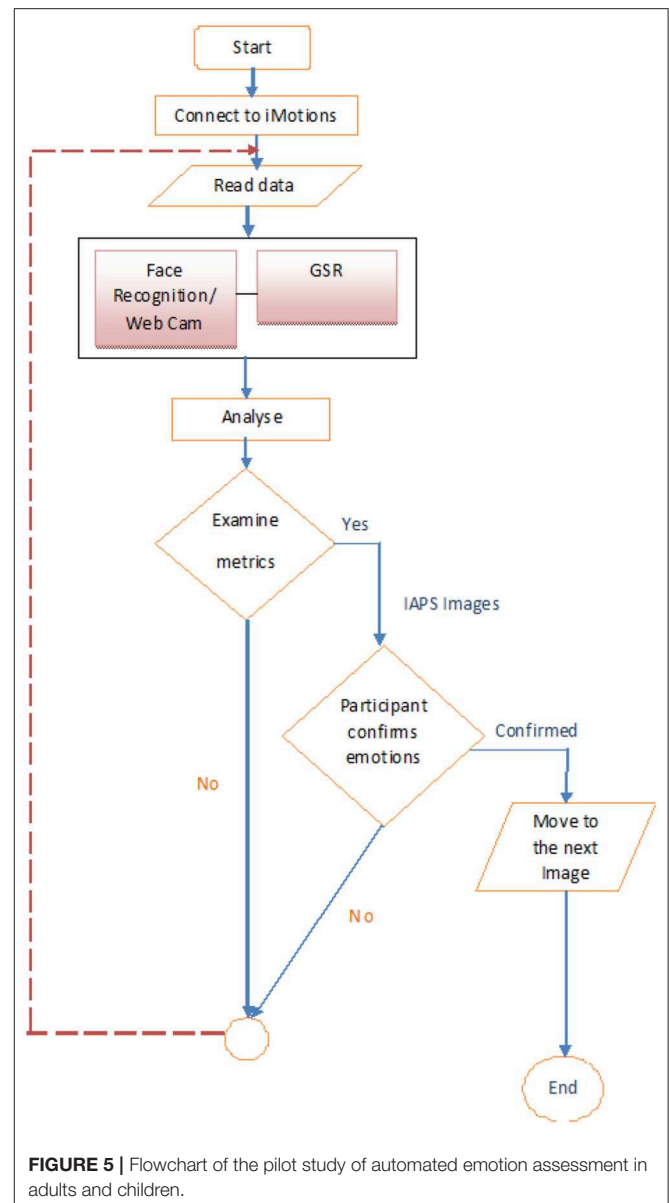 Start
Connect to iMotions
Read data
Face
Recognition/
Web Cam
GSR
Analyse
Examine
metrics
Yes
IAPS Images
Participant
confirms
emotions
Confirmed
No
Move to
the next
Image
No
End
FIGURE 5 | Flowchart of the pilot study of automated emotion assessment in
adults and children.